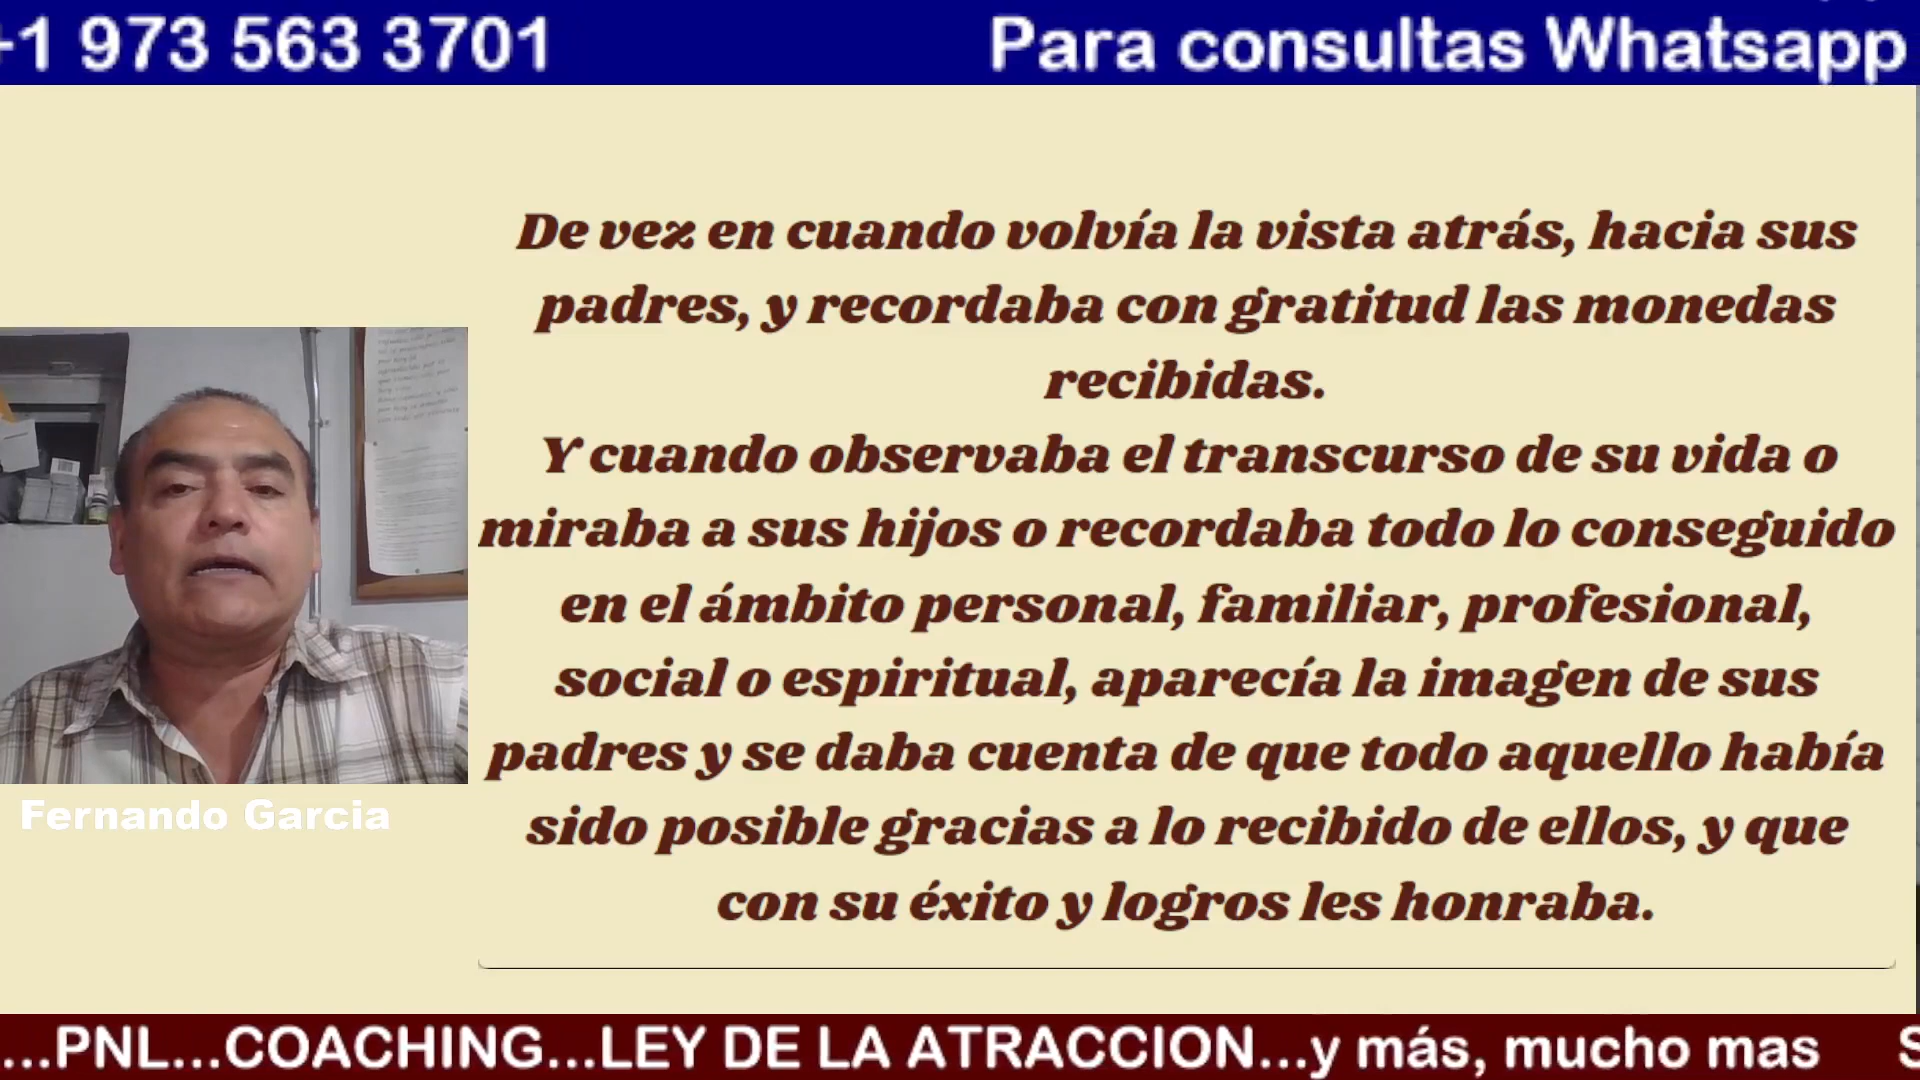 +1 973 563 3701 Para consultas Whatsapp
De vez en cuando volvía la vista atrás, hacia sus
padres, y recordaba con gratitud las monedas
recibidas.
Y cuando observaba el transcurso de su vida o
miraba a sus hijos o recordaba todo lo conseguido
en el ámbito personal, familiar, profesional,
social o espiritual, aparecía la imagen de sus
padres y se daba cuenta de que todo aquello había
sido posible gracias a lo recibido de ellos, y que
con su éxito y logros les honraba.
Fernando Garcia
...PNL...COACHING...LEY DE LA ATRACCION...y más, mucho mas